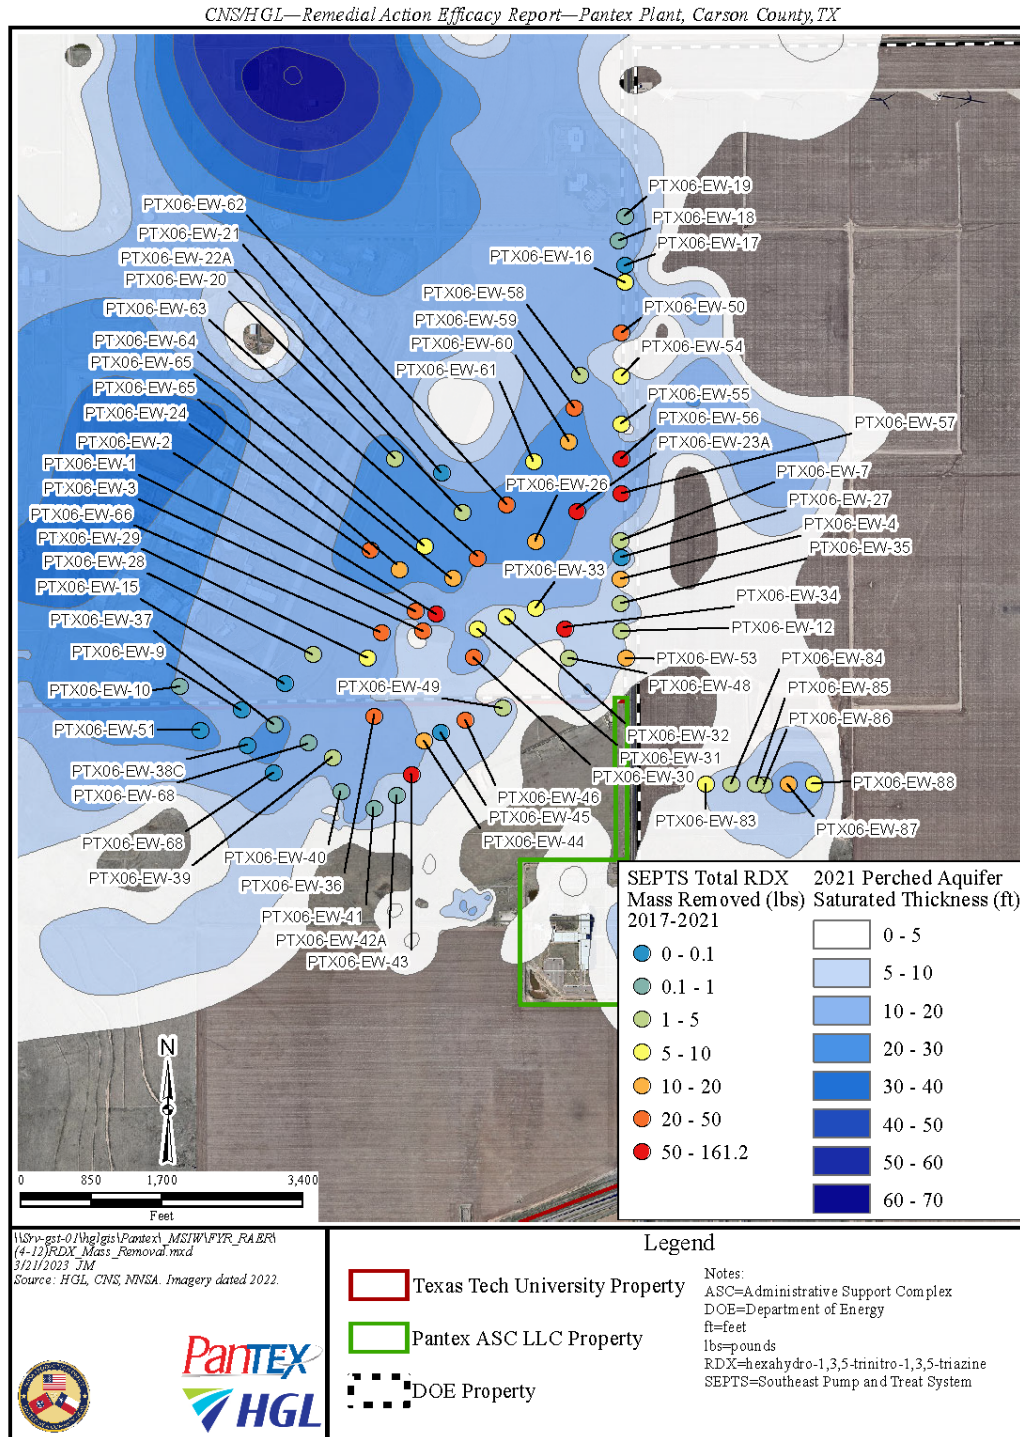 CNS/HGL—Remedial Action Efficacy Report—Pantex Plant, Carson County, TX
PTX06-EW-19
PTX06-EW-18
PTX06-EW-17
PTX06-EW-16
PTX06-EW-62
PTX06-EW-21
PTX06-EW-22A
PTX06-EW-20
PTX06-EW-63
PTX06-EW-64
PTX06-EW-65
PTX06-EW-65
PTX06-EW-24
PTX06-EW-2
PTX06-EW-1
PTX06-EW-3
PTX06-EW-66
PTX06-EW-29
PTX06-EW-28
PTX06-EW-15
PTX06-EW-37
PTX06-EW-9
PTX06-EW-10
PTX06-EW-51
PTX06-EW-38C
PTX06-EW-68
PTX06-EW-68
PTX06-EW-39
PTX06-EW-58
PTX06-EW-59
PTX06-EW-60
PTX06-EW-61
PTX06-EW-50
PTX06-EW-54
PTX06-EW-55
PTX06-EW-56
PTX06-EW-57
PTX06-EW-23A
PTX06-EW-7
PTX06-EW-26
PTX06-EW-27
PTX06-EW-4
PTX06-EW-35
PTX06-EW-33
PTX06-EW-34
PTX06-EW-12
PTX06-EW-53
PTX06-EW-84
PTX06-EW-48
PTX06-EW-85
PTX06-EW-49
PTX06-EW-86
PTX06-EW-32
PTX06-EW-31
PTX06-EW-30
PTX06-EW-88
PTX06-EW-83
PTX06-EW-87
PTX06-EW-46
PTX06-EW-45
PTX06-EW-44
PTX06-EW-40
PTX06-EW-36
PTX06-EW-41
PTX06-EW-42A
PTX06-EW-43
SEPTS Total RDX
Mass Removed (lbs)
2017-2021
0 - 0.1
0.1 - 1
1 - 5
5 - 10
10 - 20
20 - 50
50 - 161.2
2021 Perched Aquifer
Saturated Thickness (ft)
0 - 5
5 - 10
10 - 20
20 - 30
30 - 40
40 - 50
50 - 60
60 - 70
N
0 850 1,700 3,400
Feet
\\Srv-gst-01\hglgis\Pantex\_MSIW\FYR_RAER\
(4-12)RDX_Mass_Removal.mxd
3/21/2023 JM
Source: HGL, CNS, NNSA. Imagery dated 2022.
PANTEX
HGL
Legend
Texas Tech University Property
Pantex ASC LLC Property
DOE Property
Notes:
ASC=Administrative Support Complex
DOE=Department of Energy
ft=feet
lbs=pounds
RDX=hexahydro-1,3,5-trinitro-1,3,5-triazine
SEPTS=Southeast Pump and Treat System